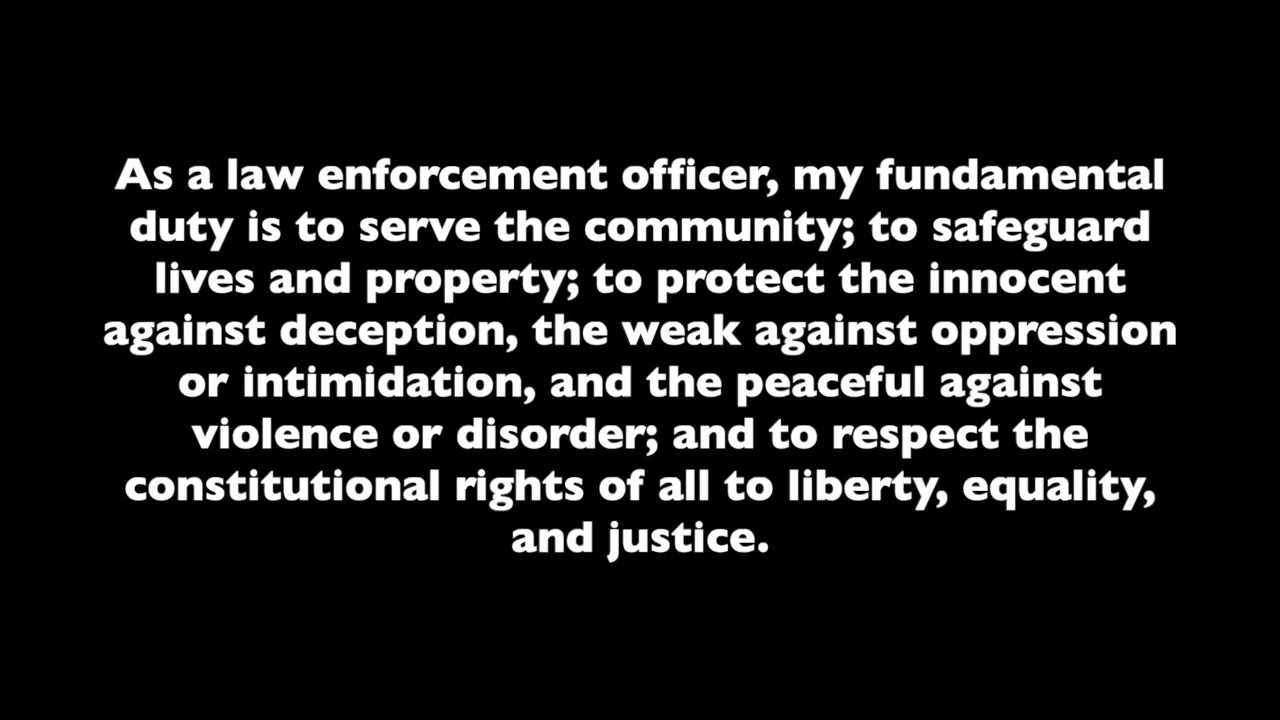 As a law enforcement officer, my fundamental
duty is to serve the community; to safeguard
lives and property; to protect the innocent
against deception, the weak against oppression
or intimidation, and the peaceful against
violence or disorder; and to respect the
constitutional rights of all to liberty, equality,
and justice.